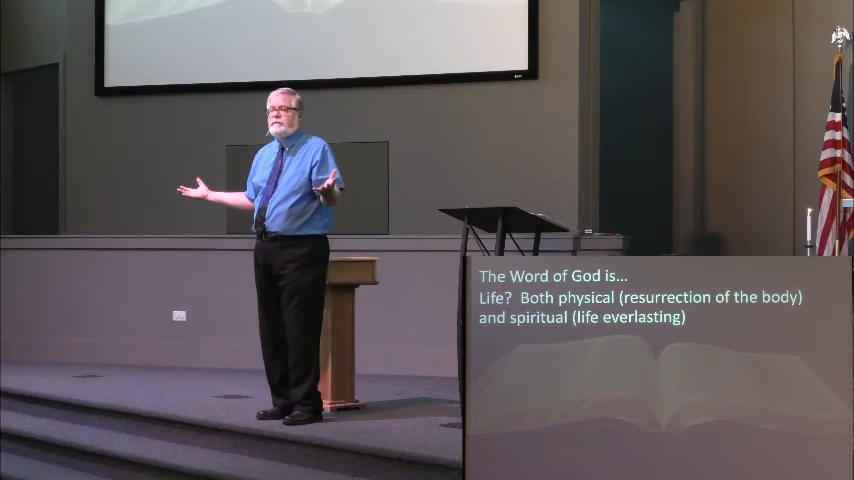 The Word of God is...
Life? Both physical (resurrection of the body)
and spiritual (life everlasting)